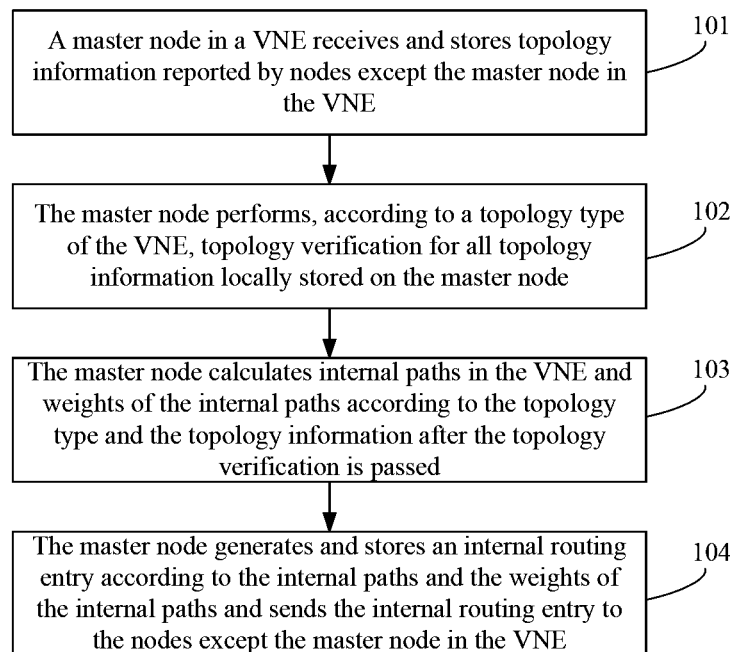 A master node in a VNE receives and stores topology
information reported by nodes except the master node in
the VNE
101
The master node performs, according to a topology type
of the VNE, topology verification for all topology
information locally stored on the master node
102
The master node calculates internal paths in the VNE and
weights of the internal paths according to the topology
type and the topology information after the topology
verification is passed
103
The master node generates and stores an internal routing
entry according to the internal paths and the weights of
the internal paths and sends the internal routing entry to
the nodes except the master node in the VNE
104